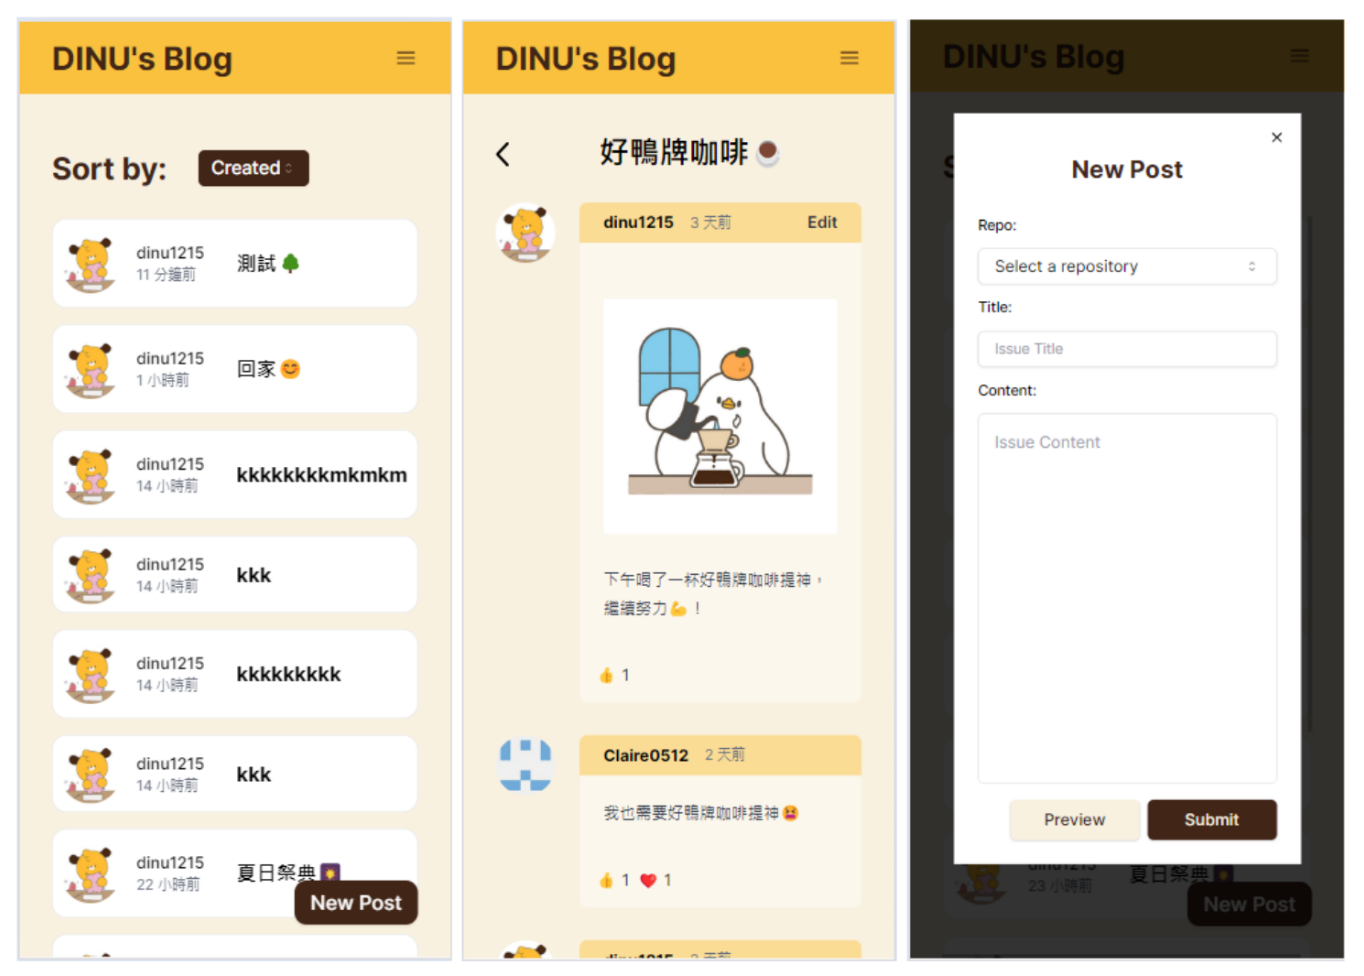 DINU's Blog
Sort by:
Created
dinu1215
11 分鐘前
測試🌳
dinu1215
1 小時前
回家😊
dinu1215
14 小時前
kkkkkkkkmkmkm
dinu1215
14 小時前
kkk
dinu1215
14 小時前
kkkkkkkkk
dinu1215
14 小時前
kkk
dinu1215
22 小時前
夏日祭典🎇
New Post
DINU's Blog
好鴨牌咖啡☕
dinu1215 3 天前 Edit
下午喝了一杯好鴨牌咖啡提神，
繼續努力💪！
👍 1
Claire0512 2 天前
我也需要好鴨牌咖啡提神😫
👍 1 ❤️ 1
dinu1215 2 天前
DINU's Blog
New Post
Repo:
Select a repository
Title:
Issue Title
Content:
Issue Content
Preview
Submit
dinu1215
23 小時前
夏日祭典🎇
New Post